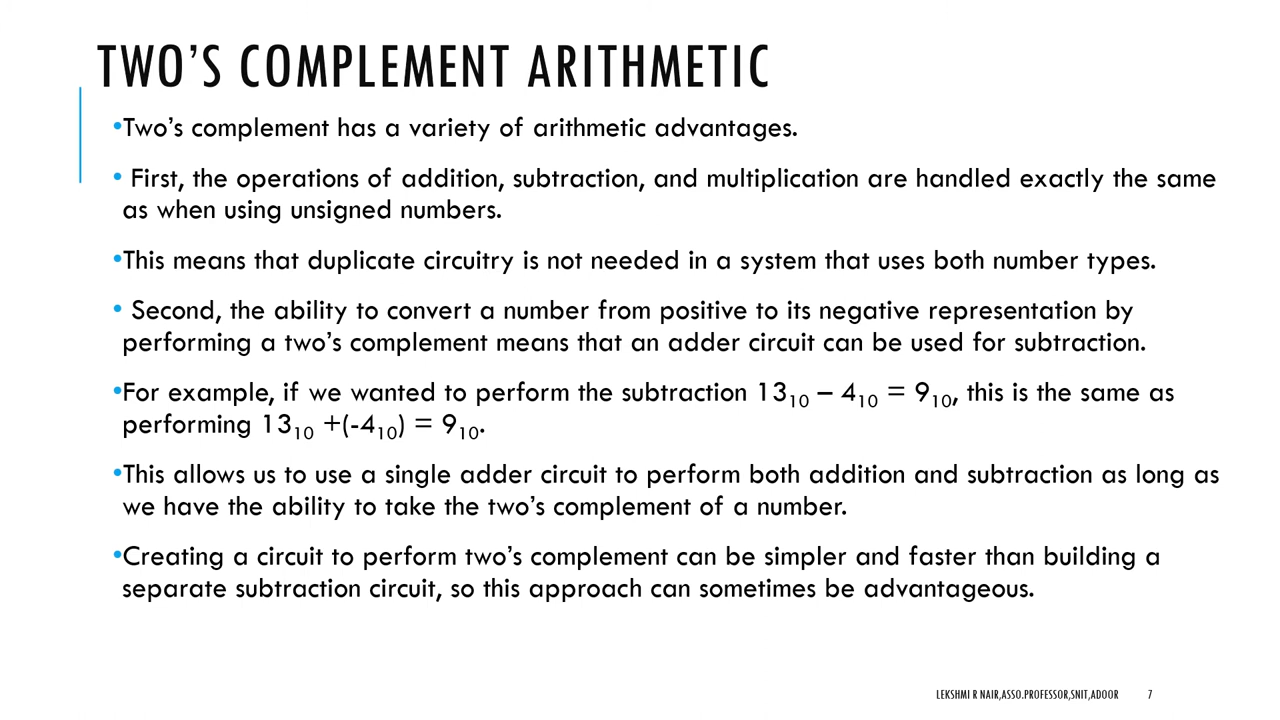 TWO'S COMPLEMENT ARITHMETIC
•Two's complement has a variety of arithmetic advantages.
• First, the operations of addition, subtraction, and multiplication are handled exactly the same
as when using unsigned numbers.
•This means that duplicate circuitry is not needed in a system that uses both number types.
• Second, the ability to convert a number from positive to its negative representation by
performing a two's complement means that an adder circuit can be used for subtraction.
•For example, if we wanted to perform the subtraction 13₁₀ – 4₁₀ = 9₁₀, this is the same as
performing 13₁₀ +(-4₁₀) = 9₁₀.
•This allows us to use a single adder circuit to perform both addition and subtraction as long as
we have the ability to take the two's complement of a number.
•Creating a circuit to perform two's complement can be simpler and faster than building a
separate subtraction circuit, so this approach can sometimes be advantageous.
LEKSHMI R NAIR,ASSO.PROFESSOR,SNIT,ADOOR 7